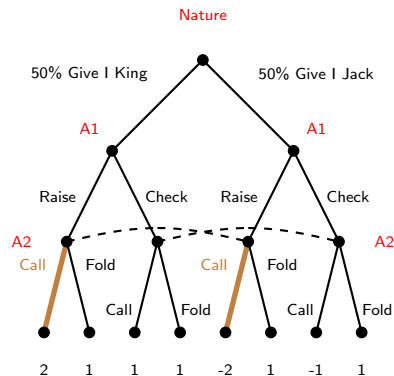 Nature
50% Give I King
50% Give I Jack
A1
A1
Raise
Check
Raise
Check
A2
A2
Call
Fold
Call
Fold
Call
Fold
Call
Fold
2
1
1
1
-2
1
-1
1